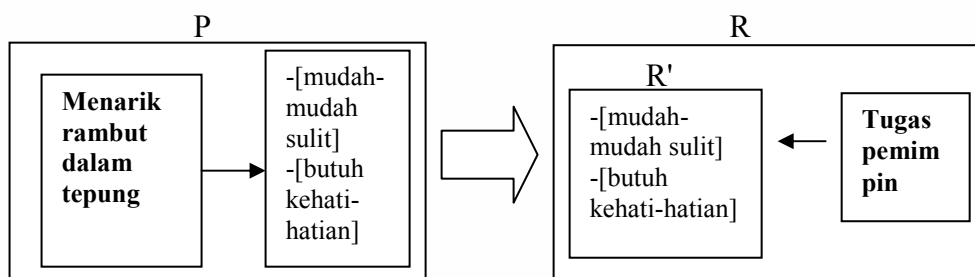 P
Menarik
rambut
dalam
tepung
-[mudah-
mudah
sulit]
-[butuh
kehati-
hatian]
R
R'
-[mudah-
mudah sulit]
-[butuh
kehati-hatian]
Tugas
pemim
pin